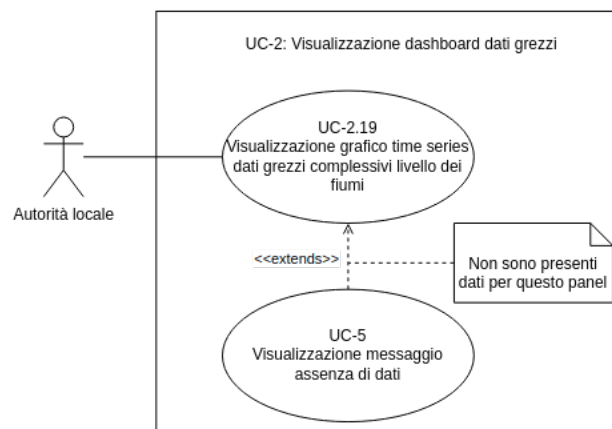 UC-2: Visualizzazione dashboard dati grezzi
UC-2.19
Visualizzazione grafico time series
dati grezzi complessivi livello dei
fiumi
Autorità locale
<<extends>>
Non sono presenti
dati per questo panel
UC-5
Visualizzazione messaggio
assenza di dati